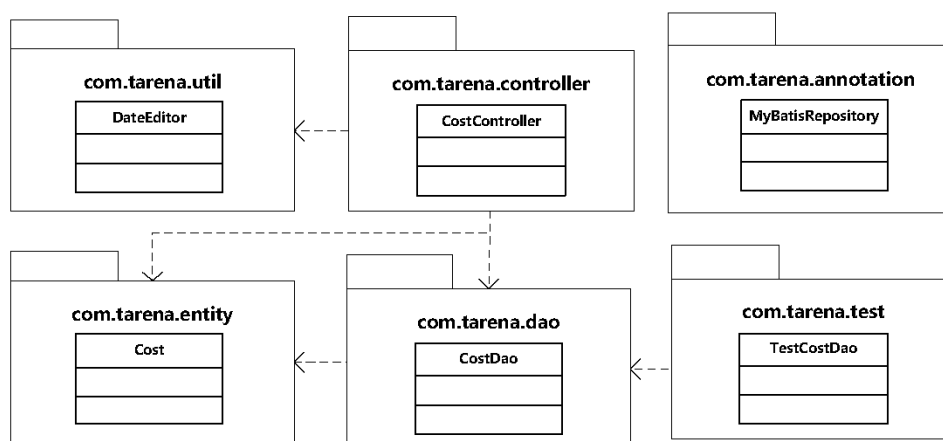 com.tarena.util
DateEditor
com.tarena.controller
CostController
com.tarena.annotation
MyBatisRepository
com.tarena.entity
Cost
com.tarena.dao
CostDao
com.tarena.test
TestCostDao